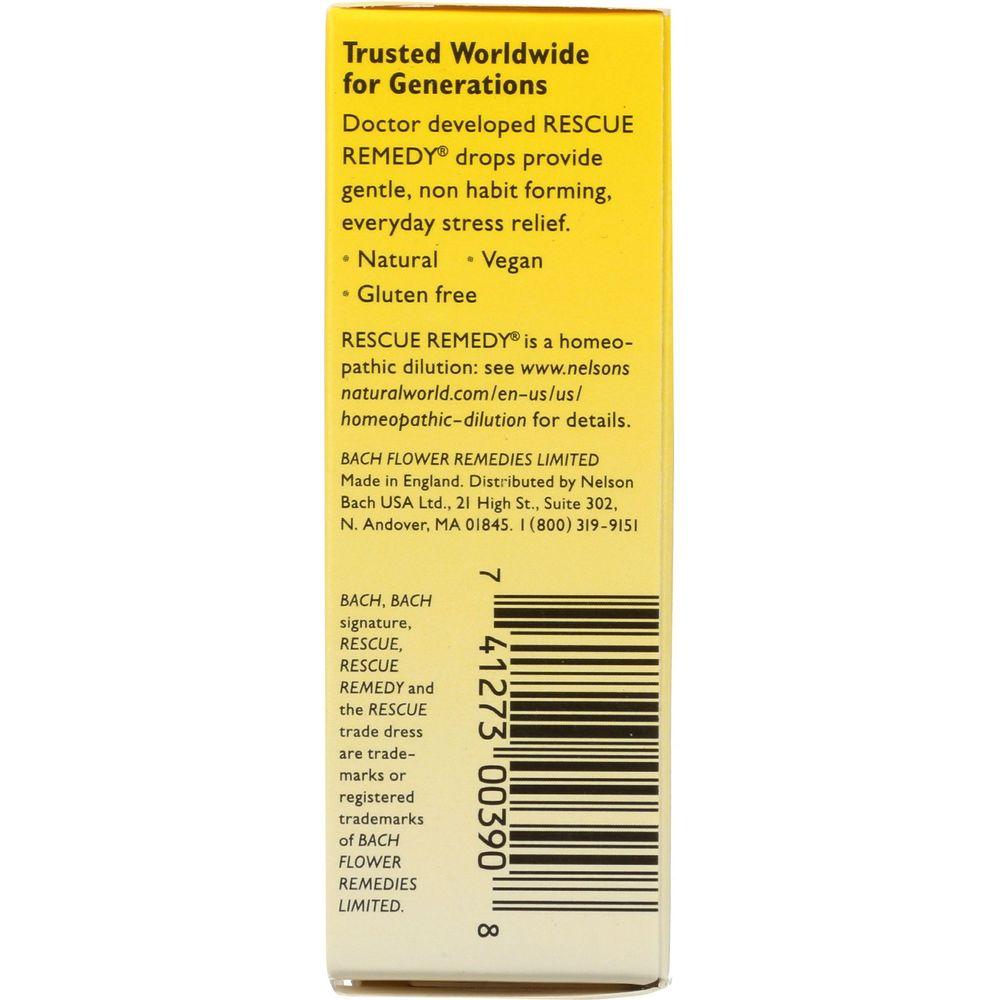 Trusted Worldwide
for Generations
Doctor developed RESCUE
REMEDY® drops provide
gentle, non habit forming,
everyday stress relief.
• Natural • Vegan
• Gluten free
RESCUE REMEDY® is a homeo-
pathic dilution: see www.nelsons
naturalworld.com/en-us/us/
homeopathic-dilution for details.
BACH FLOWER REMEDIES LIMITED
Made in England. Distributed by Nelson
Bach USA Ltd., 21 High St., Suite 302,
N. Andover, MA 01845. 1 (800) 319-9151
BACH, BACH
signature,
RESCUE,
RESCUE
REMEDY and
the RESCUE
trade dress
are trade-
marks or
registered
trademarks
of BACH
FLOWER
REMEDIES
LIMITED.
7 41273 00390 8